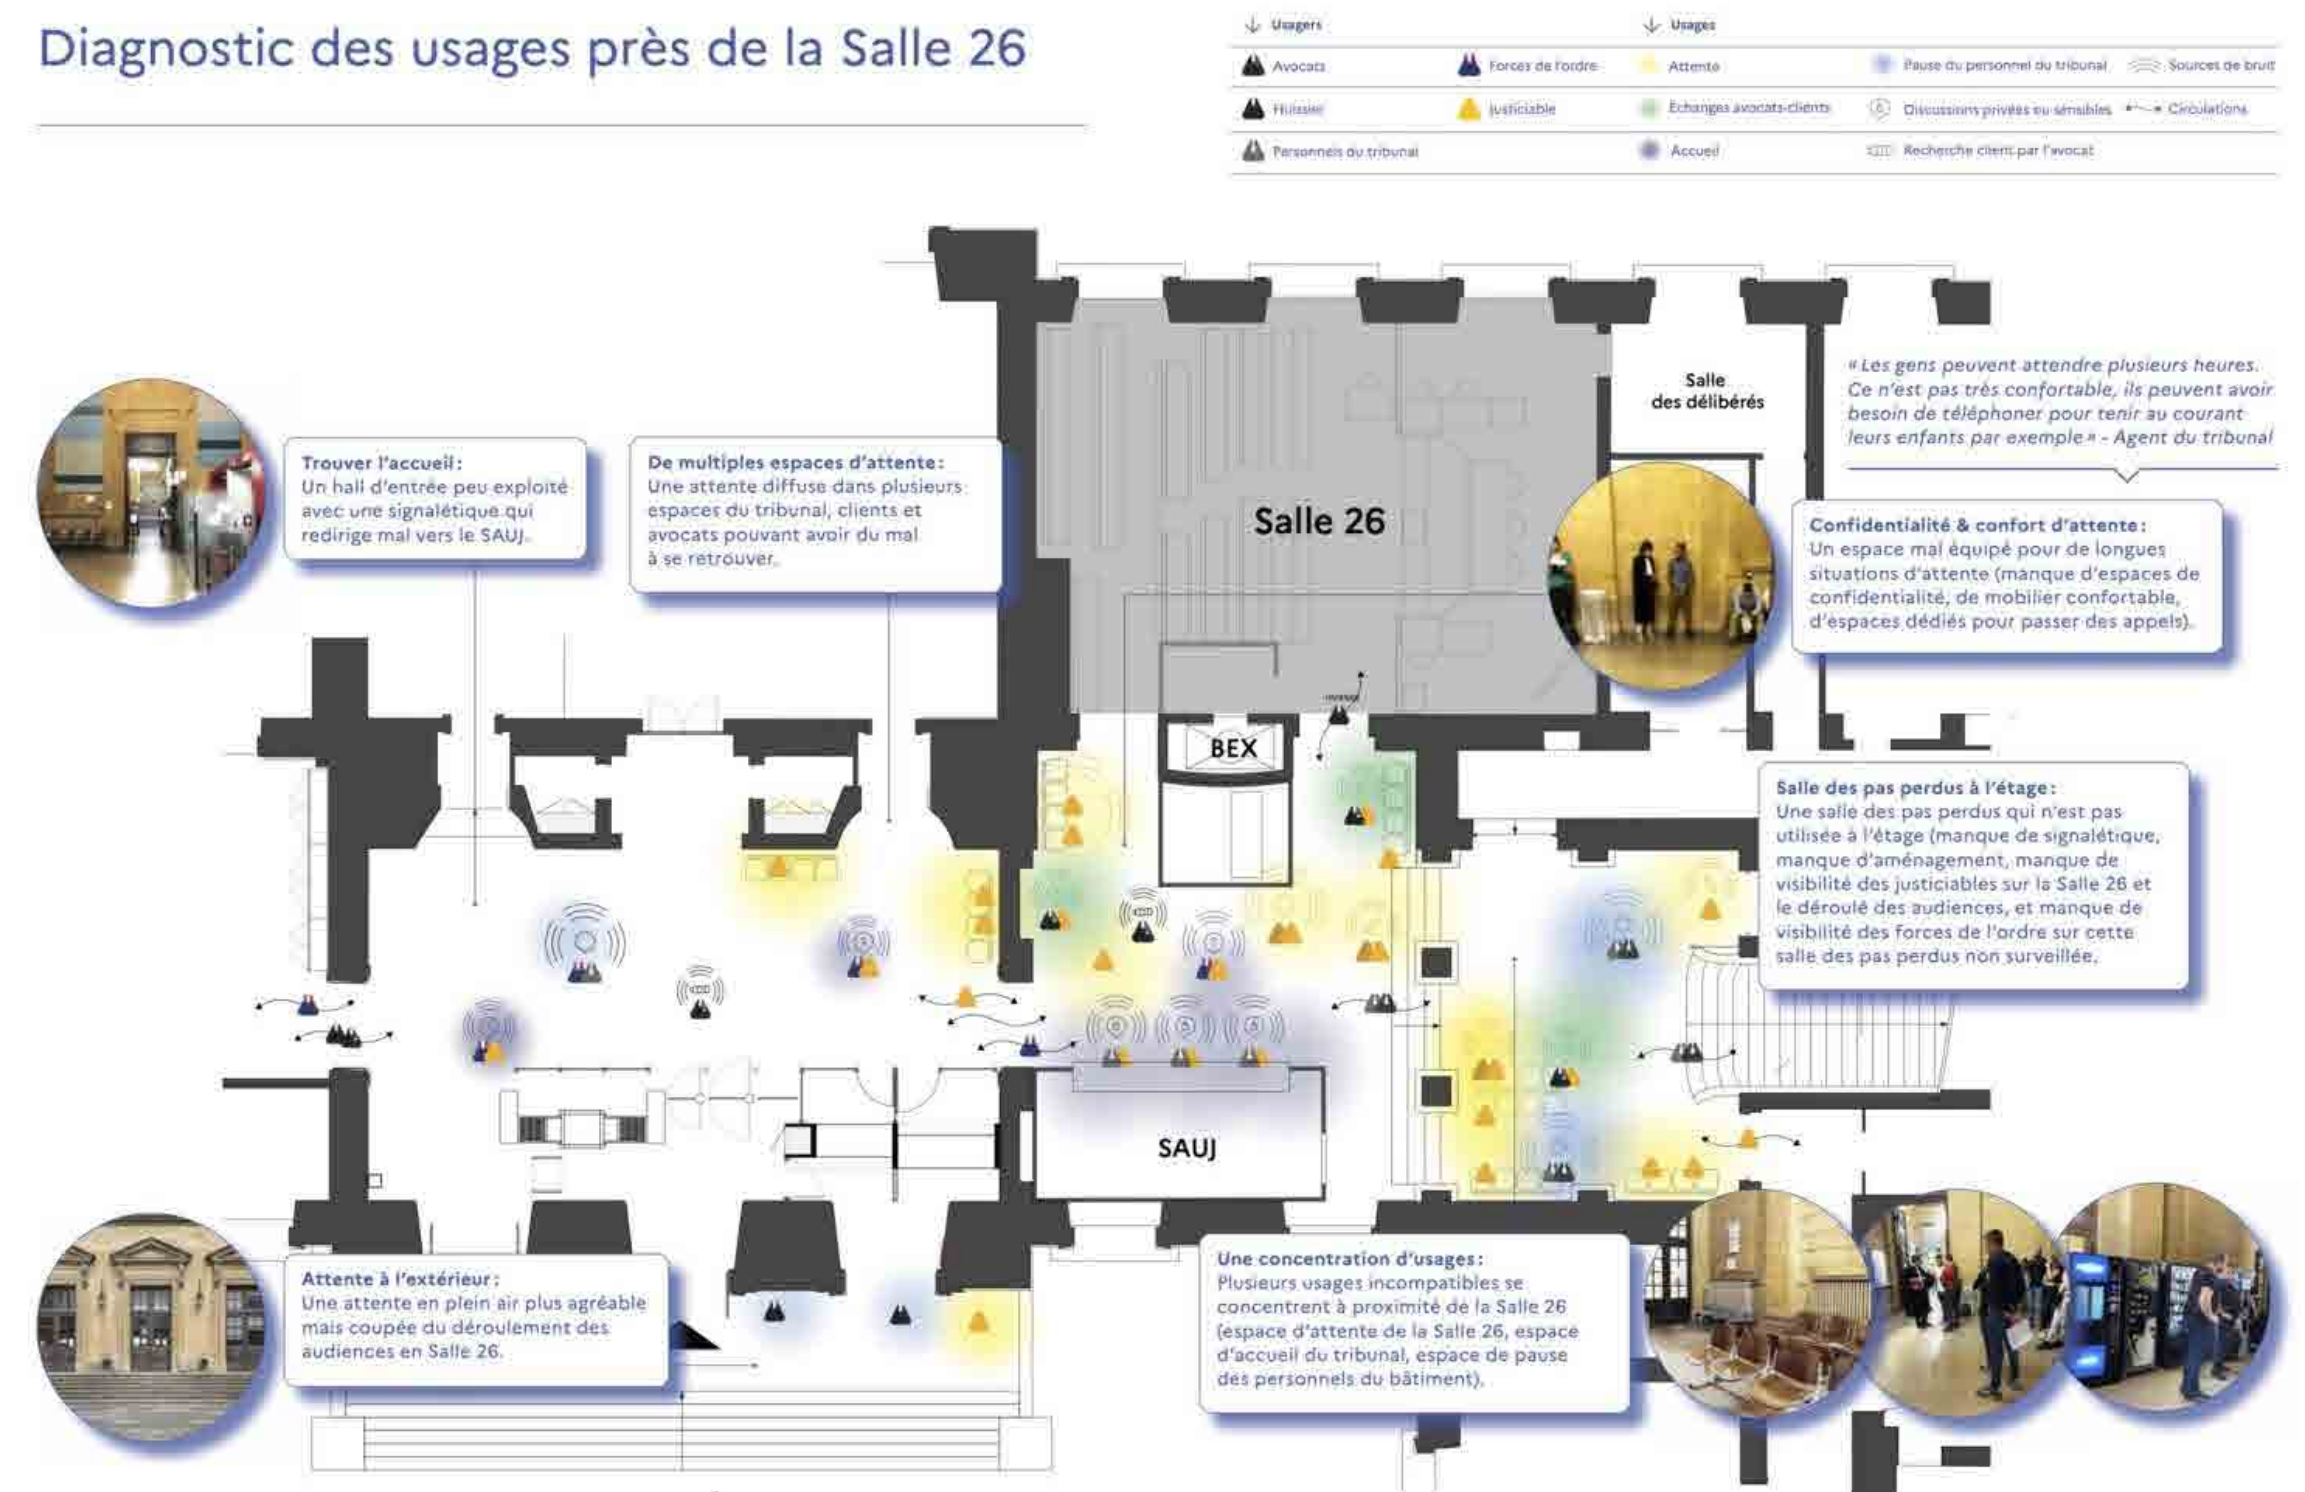 Diagnostic des usages près de la Salle 26
Usagers
Usages
Avocats
Forces de l'ordre
Attente
Pause du personnel du tribunal
Sources de bruit
Huissier
Justiciable
Echanges avocats-clients
Discussions privées ou sensibles
Circulations
Personnels du tribunal
Accueil
Recherche client par l'avocat
Salle
des délibérés
« Les gens peuvent attendre plusieurs heures.
Ce n'est pas très confortable, ils peuvent avoir
besoin de téléphoner pour tenir au courant
leurs enfants par exemple » - Agent du tribunal
Trouver l'accueil :
Un hall d'entrée peu exploité
avec une signalétique qui
redirige mal vers le SAUJ.
De multiples espaces d'attente :
Une attente diffuse dans plusieurs
espaces du tribunal, clients et
avocats pouvant avoir du mal
à se retrouver.
Salle 26
Confidentialité & confort d'attente :
Un espace mal équipé pour de longues
situations d'attente (manque d'espaces de
confidentialité, de mobilier confortable,
d'espaces dédiés pour passer des appels).
BEX
Salle des pas perdus à l'étage :
Une salle des pas perdus qui n'est pas
utilisée à l'étage (manque de signalétique,
manque d'aménagement, manque de
visibilité des justiciables sur la Salle 26 et
le déroulé des audiences, et manque de
visibilité des forces de l'ordre sur cette
salle des pas perdus non surveillée.
SAUJ
Attente à l'extérieur :
Une attente en plein air plus agréable
mais coupée du déroulement des
audiences en Salle 26.
Une concentration d'usages :
Plusieurs usages incompatibles se
concentrent à proximité de la Salle 26
(espace d'attente de la Salle 26, espace
d'accueil du tribunal, espace de pause
des personnels du bâtiment).